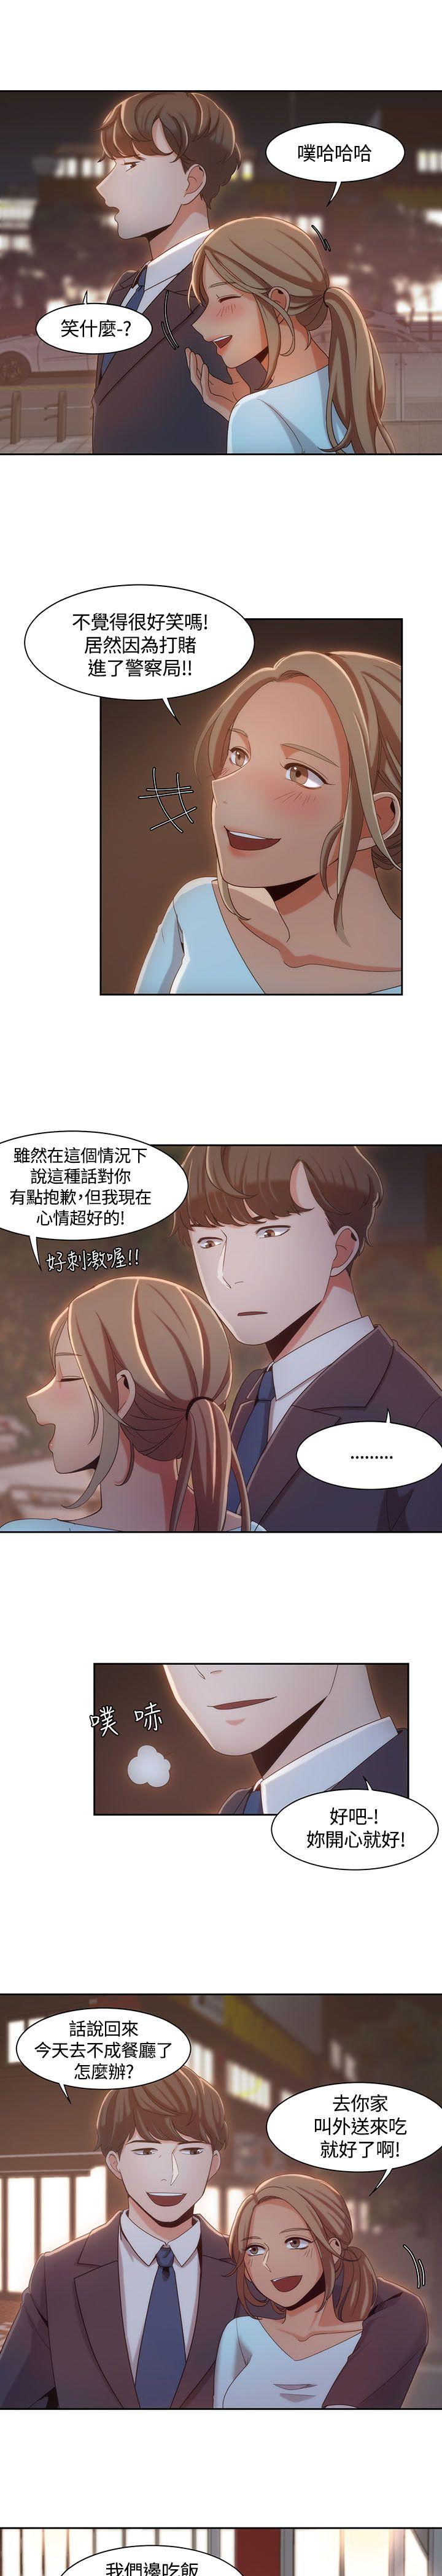 噗哈哈哈
笑什麼-?
不覺得很好笑嗎!
居然因為打賭
進了警察局!!
雖然在這個情況下
說這種話對你
有點抱歉,但我現在
心情超好的!
好刺激喔!!
.........
噗 哧
好吧-!
妳開心就好!
話說回來
今天去不成餐廳了
怎麼辦?
去你家
叫外送來吃
就好了啊!
我們邊吃飯